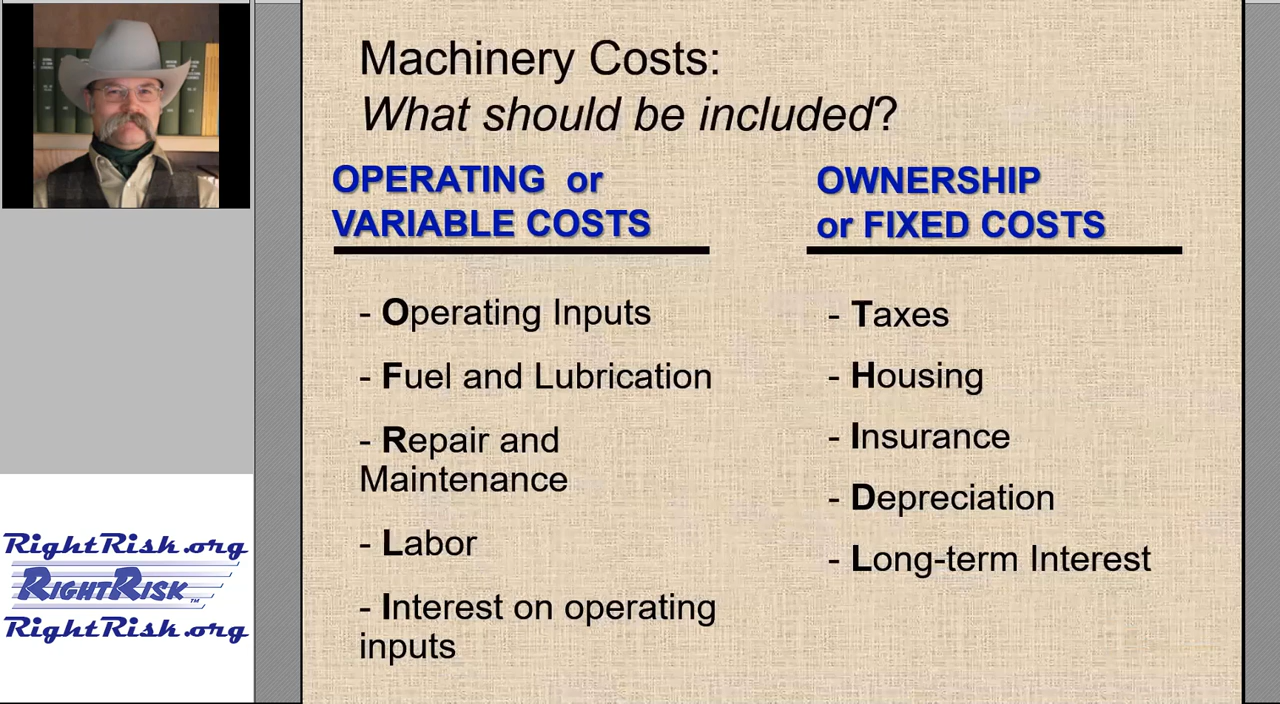 Machinery Costs:
What should be included?
OPERATING or
VARIABLE COSTS
- Operating Inputs
- Fuel and Lubrication
- Repair and
Maintenance
- Labor
- Interest on operating
inputs
OWNERSHIP
or FIXED COSTS
- Taxes
- Housing
- Insurance
- Depreciation
- Long-term Interest
RightRisk.org
RIGHTRISK™
RightRisk.org